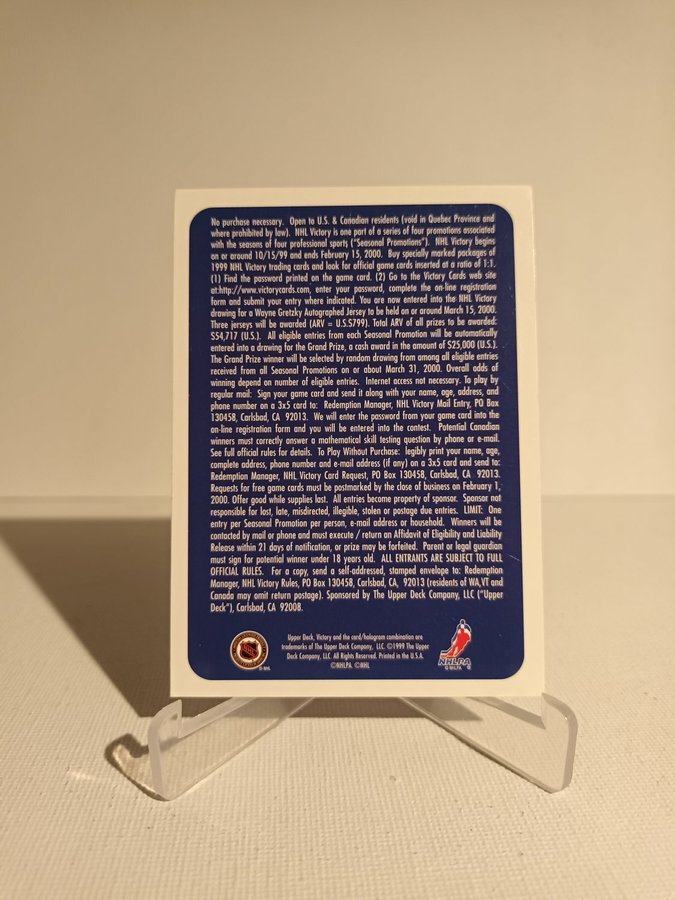 No purchase necessary. Open to U.S. & Canadian residents (void in Quebec Province and
where prohibited by law). NHL Victory is one part of a series of four promotions associated
with the seasons of four professional sports ("Seasonal Promotions"). NHL Victory begins
on or around 10/15/99 and ends February 15, 2000. Buy specially marked packages of
1999 NHL Victory trading cards and look for official game cards inserted at a ratio of 1:1.
(1) Find the password printed on the game card. (2) Go to the Victory Cards web site
at:http://www.victorycards.com, enter your password, complete the on-line registration
form and submit your entry where indicated. You are now entered into the NHL Victory
drawing for a Wayne Gretzky Autographed Jersey to be held on or around March 15, 2000.
Three jerseys will be awarded (ARV = U.S.$799). Total ARV of all prizes to be awarded:
$54,717 (U.S.). All eligible entries from each Seasonal Promotion will be automatically
entered into a drawing for the Grand Prize, a cash award in the amount of $25,000 (U.S.).
The Grand Prize winner will be selected by random drawing from among all eligible entries
received from all Seasonal Promotions on or about March 31, 2000. Overall odds of
winning depend on number of eligible entries. Internet access not necessary. To play by
regular mail: Sign your game card and send it along with your name, age, address, and
phone number on a 3x5 card to: Redemption Manager, NHL Victory Mail Entry, PO Box
130458, Carlsbad, CA 92013. We will enter the password from your game card into the
on-line registration form and you will be entered into the contest. Potential Canadian
winners must correctly answer a mathematical skill testing question by phone or e-mail.
See full official rules for details. To Play Without Purchase: legibly print your name, age,
complete address, phone number and e-mail address (if any) on a 3x5 card and send to:
Redemption Manager, NHL Victory Card Request, PO Box 130458, Carlsbad, CA 92013.
Requests for free game cards must be postmarked by the close of business on February 1,
2000. Offer good while supplies last. All entries become property of sponsor. Sponsor not
responsible for lost, late, misdirected, illegible, stolen or postage due entries. LIMIT: One
entry per Seasonal Promotion per person, e-mail address or household. Winners will be
contacted by mail or phone and must execute / return an Affidavit of Eligibility and Liability
Release within 21 days of notification, or prize may be forfeited. Parent or legal guardian
must sign for potential winner under 18 years old. ALL ENTRANTS ARE SUBJECT TO FULL
OFFICIAL RULES. For a copy, send a self-addressed, stamped envelope to: Redemption
Manager, NHL Victory Rules, PO Box 130458, Carlsbad, CA 92013 (residents of WA,VT and
Canada may omit return postage). Sponsored by The Upper Deck Company, LLC ("Upper
Deck"), Carlsbad, CA 92008.
Upper Deck, Victory and the card/hologram combination are
trademarks of The Upper Deck Company, LLC. ©1999 The Upper
Deck Company, LLC. All Rights Reserved. Printed in the U.S.A.
©NHLPA ©NHL
NHL
© NHL
NHLPA
© NHLPA